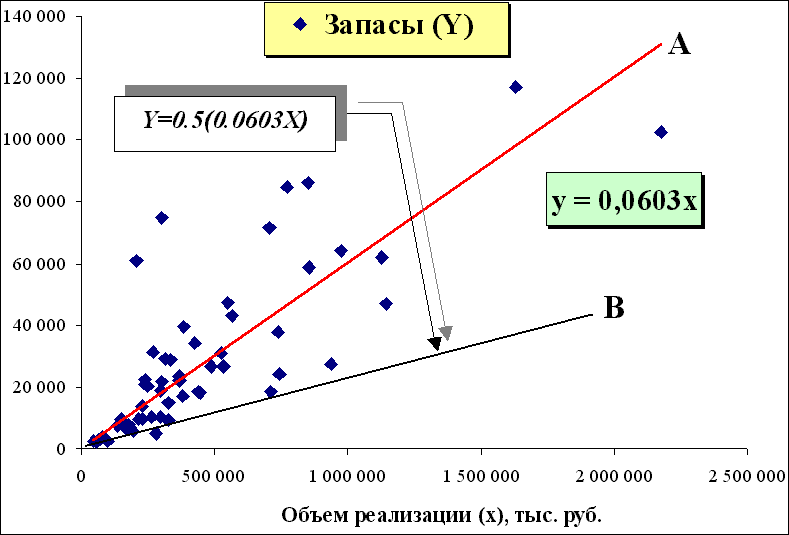 Запасы (Y)
140 000
120 000
100 000
80 000
60 000
40 000
20 000
0
A
Y=0.5(0.0603X)
y = 0,0603x
B
0
500 000
1 000 000
1 500 000
2 000 000
2 500 000
Объем реализации (x), тыс. руб.